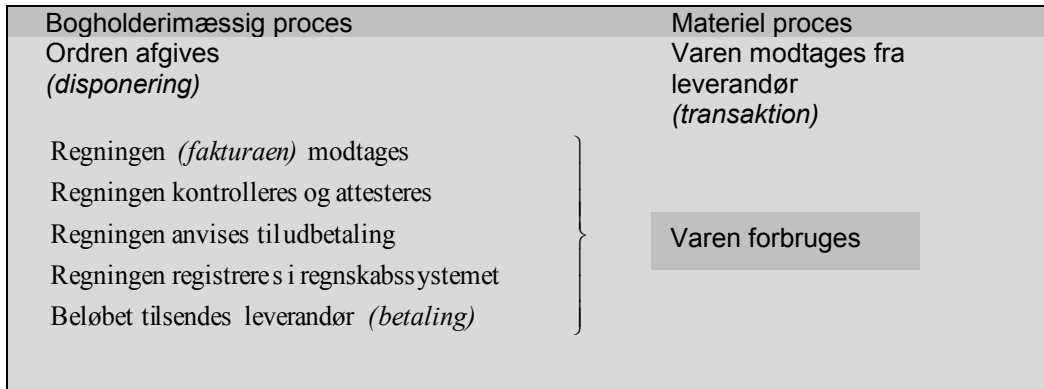 Bogholderimæssig proces
Materiel proces
Ordren afgives
(disponering)
Varen modtages fra
leverandør
(transaktion)
Regningen (fakturaen) modtages
Regningen kontrolleres og attesteres
Regningen anvises til udbetaling
Regningen registreres i regnskabssystemet
Beløbet tilsendes leverandør (betaling)
Varen forbruges